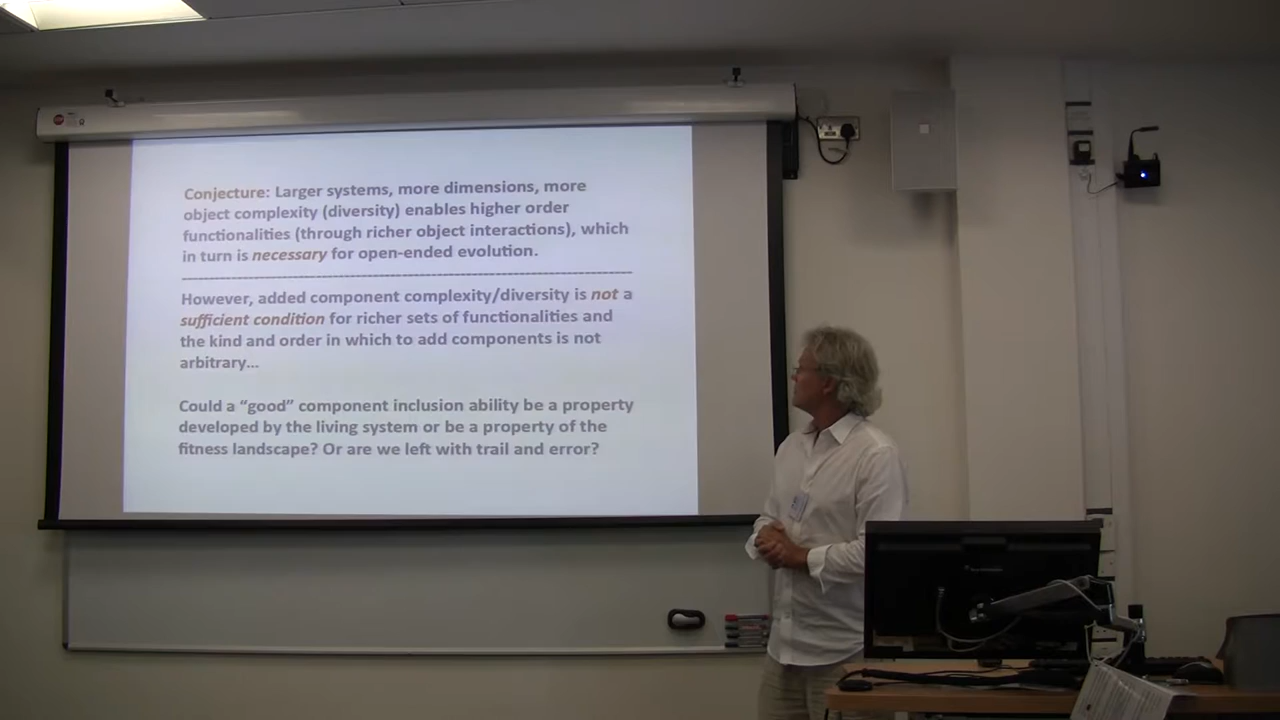 Conjecture: Larger systems, more dimensions, more
object complexity (diversity) enables higher order
functionalities (through richer object interactions), which
in turn is necessary for open-ended evolution.
However, added component complexity/diversity is not a
sufficient condition for richer sets of functionalities and
the kind and order in which to add components is not
arbitrary...
Could a “good” component inclusion ability be a property
developed by the living system or be a property of the
fitness landscape? Or are we left with trail and error?